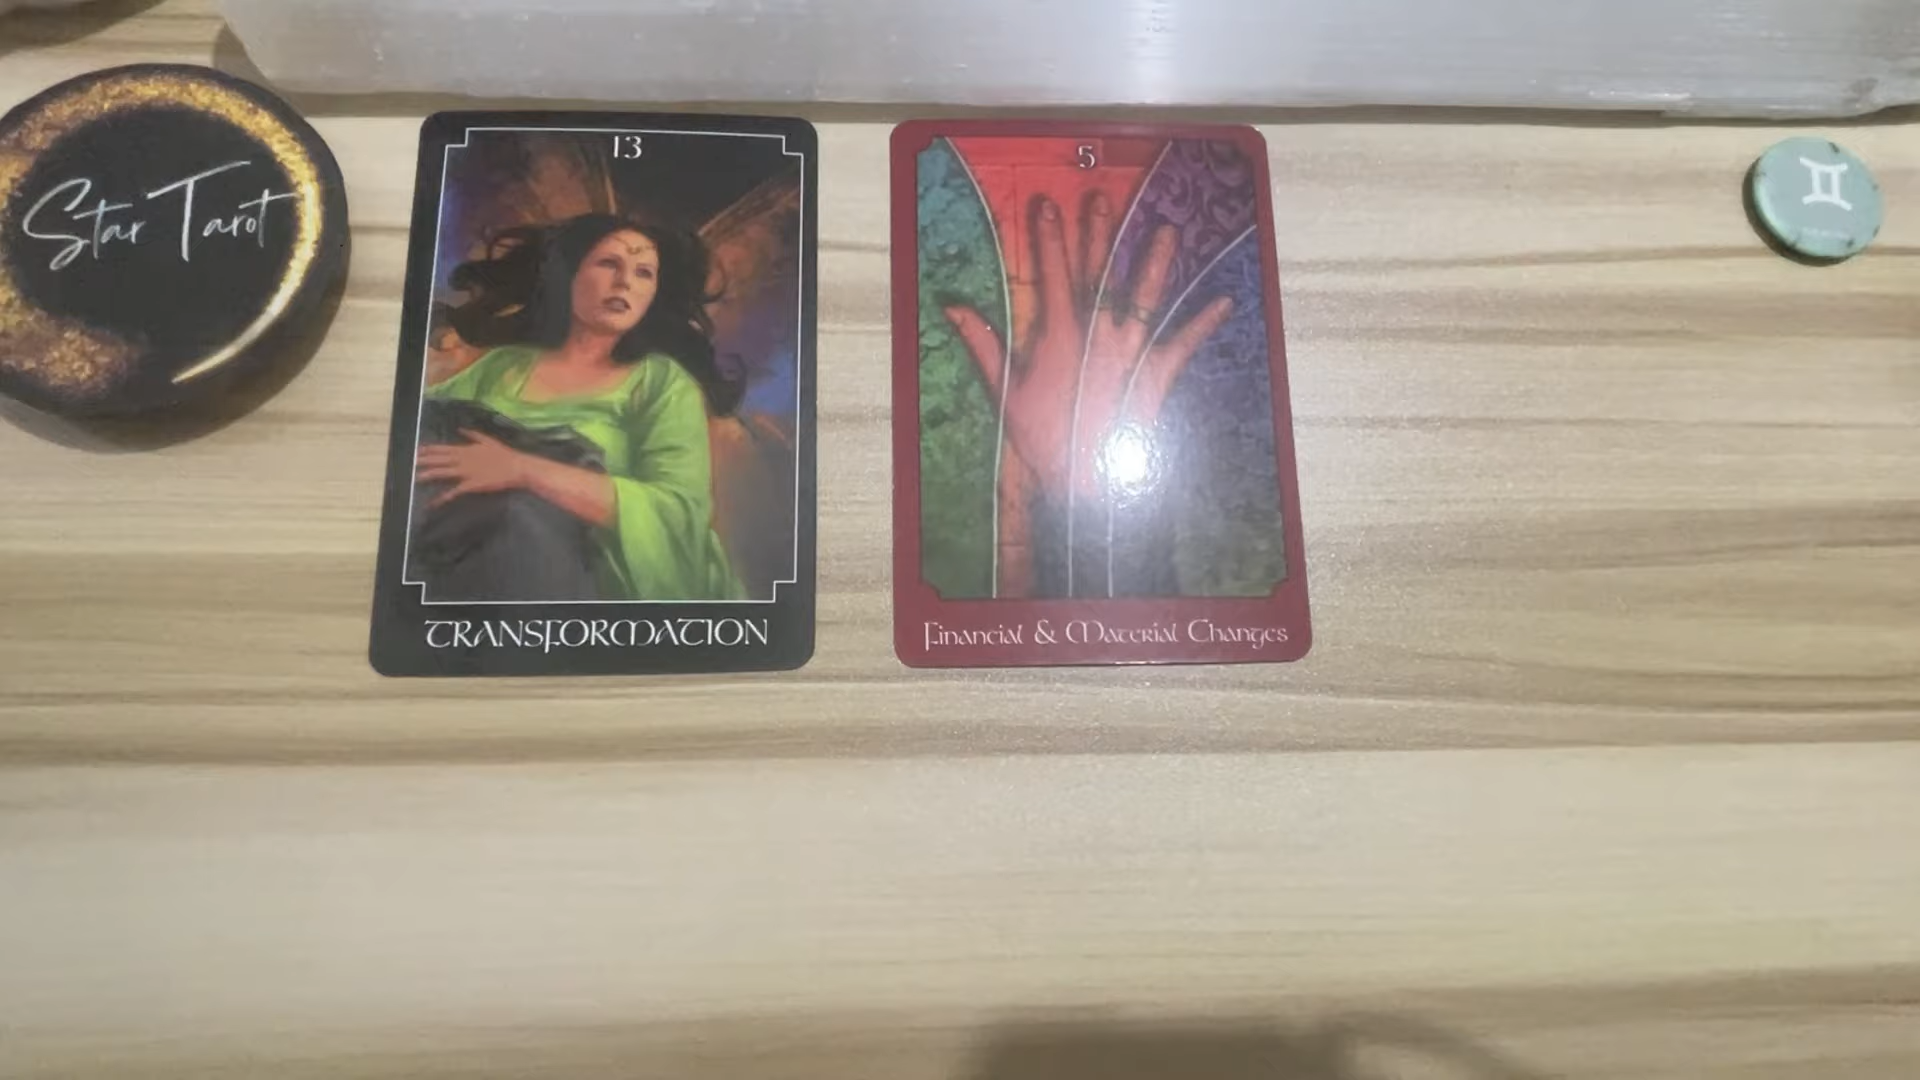 Star Tarot
13
TRANSFORMATION
5
Financial & Material Changes
♊